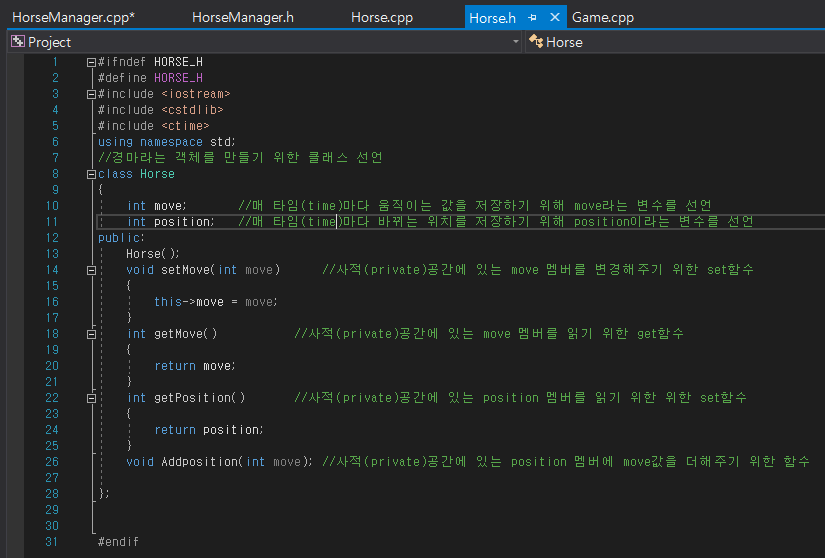 HorseManager.cpp* HorseManager.h Horse.cpp Horse.h Game.cpp
Project Horse
1 #ifndef HORSE_H
2 #define HORSE_H
3 #include <iostream>
4 #include <cstdlib>
5 #include <ctime>
6 using namespace std;
7 //경마라는 객체를 만들기 위한 클래스 선언
8 class Horse
9 {
10 int move; //매 타임(time)마다 움직이는 값을 저장하기 위해 move라는 변수를 선언
11 int position; //매 타임(time)마다 바뀌는 위치를 저장하기 위해 position이라는 변수를 선언
12 public:
13 Horse();
14 void setMove(int move) //사적(private)공간에 있는 move 멤버를 변경해주기 위한 set함수
15 {
16 this->move = move;
17 }
18 int getMove() //사적(private)공간에 있는 move 멤버를 읽기 위한 get함수
19 {
20 return move;
21 }
22 int getPosition() //사적(private)공간에 있는 position 멤버를 읽기 위한 위한 set함수
23 {
24 return position;
25 }
26 void Addposition(int move); //사적(private)공간에 있는 position 멤버에 move값을 더해주기 위한 함수
27
28 };
29
30
31 #endif